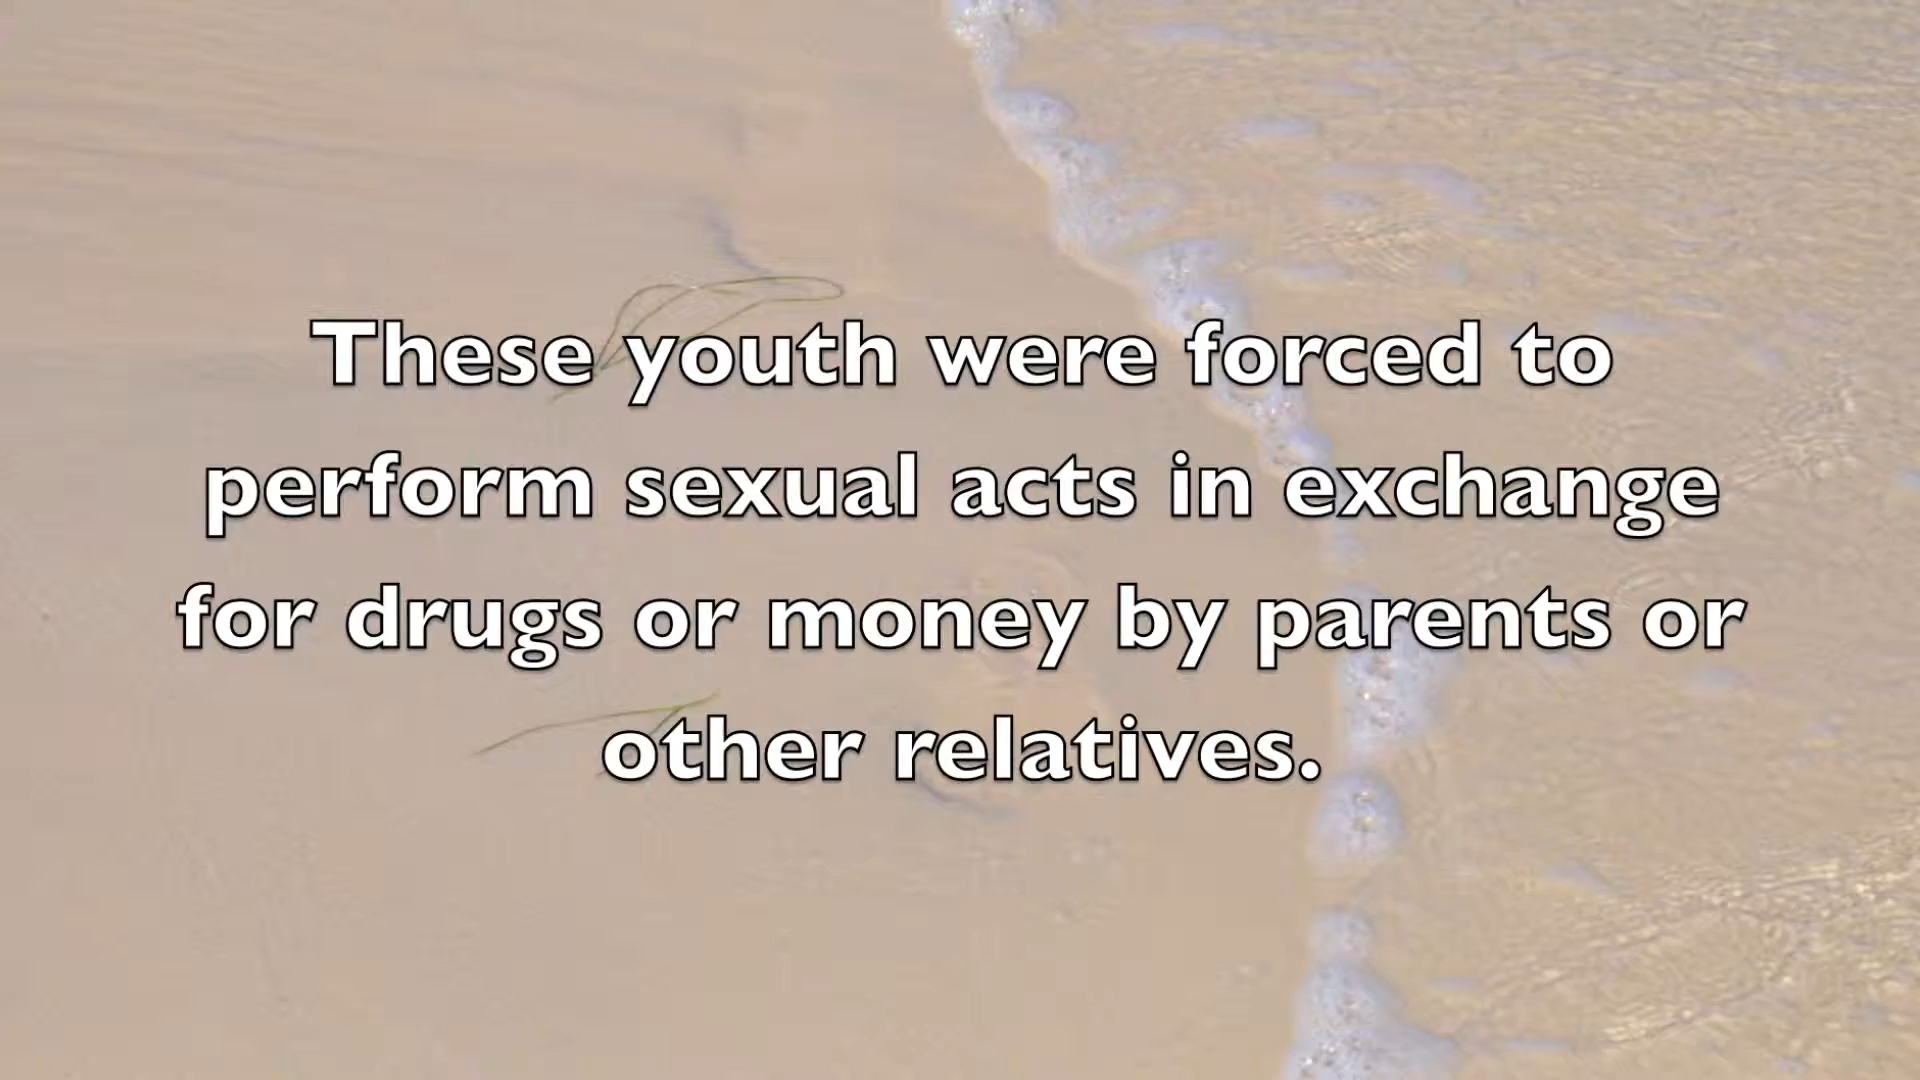 These youth were forced to
perform sexual acts in exchange
for drugs or money by parents or
other relatives.